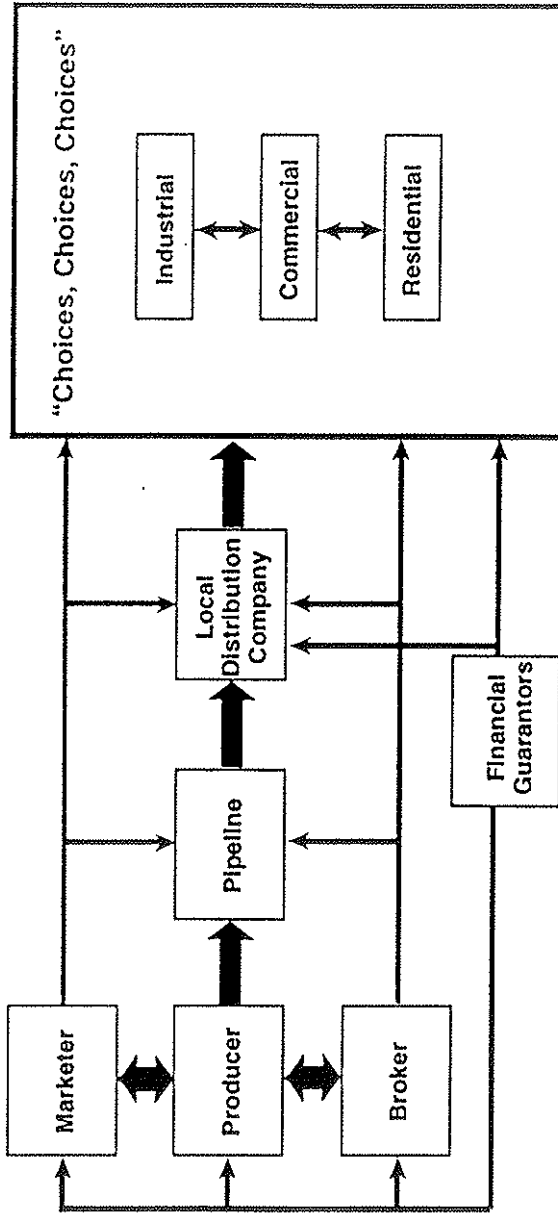 Marketer
Producer
Broker
Pipeline
Local
Distribution
Company
Financial
Guarantors
“Choices, Choices, Choices”
Industrial
Commercial
Residential